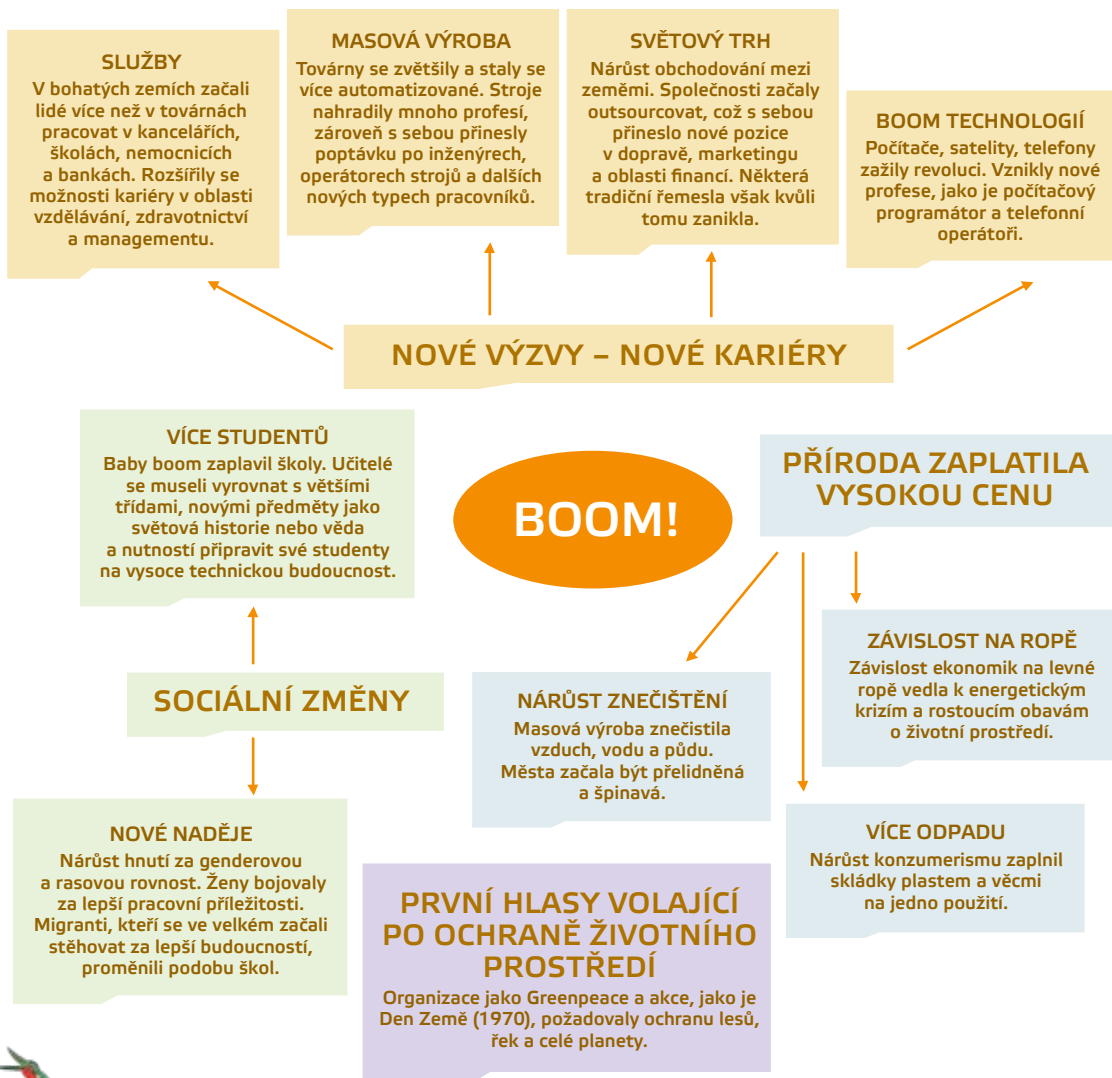 SLUŽBY
V bohatých zemích začali
lidé více než v továrnách
pracovat v kancelářích,
školách, nemocnicích
a bankách. Rozšířily se
možnosti kariéry v oblasti
vzdělávání, zdravotnictví
a managementu.
MASOVÁ VÝROBA
Továrny se zvětšily a staly se
více automatizované. Stroje
nahradily mnoho profesí,
zároveň s sebou přinesly
poptávku po inženýrech,
operátorech strojů a dalších
nových typech pracovníků.
SVĚTOVÝ TRH
Nárůst obchodování mezi
zeměmi. Společnosti začaly
outsourcovat, což s sebou
přineslo nové pozice
v dopravě, marketingu
a oblasti financí. Některá
tradiční řemesla však kvůli
tomu zanikla.
BOOM TECHNOLOGIÍ
Počítače, satelity, telefony
zažily revoluci. Vznikly nové
profese, jako je počítačový
programátor a telefonní
operátoři.
NOVÉ VÝZVY – NOVÉ KARIÉRY
VÍCE STUDENTŮ
Baby boom zaplavil školy. Učitelé
se museli vyrovnat s většími
třídami, novými předměty jako
světová historie nebo věda
a nutností připravit své studenty
na vysoce technickou budoucnost.
BOOM!
PŘÍRODA ZAPLATILA
VYSOKOU CENU
SOCIÁLNÍ ZMĚNY
NÁRŮST ZNEČIŠTĚNÍ
Masová výroba znečistila
vzduch, vodu a půdu.
Města začala být přelidněná
a špinavá.
ZÁVISLOST NA ROPĚ
Závislost ekonomik na levné
ropě vedla k energetickým
krizím a rostoucím obavám
o životní prostředí.
NOVÉ NADĚJE
Nárůst hnutí za genderovou
a rasovou rovnost. Ženy bojovaly
za lepší pracovní příležitosti.
Migranti, kteří se ve velkém začali
stěhovat za lepší budoucností,
proměnili podobu škol.
PRVNÍ HLASY VOLAJÍCÍ
PO OCHRANĚ ŽIVOTNÍHO
PROSTŘEDÍ
Organizace jako Greenpeace a akce, jako je
Den Země (1970), požadovaly ochranu lesů,
řek a celé planety.
VÍCE ODPADU
Nárůst konzumerismu zaplnil
skládky plastem a věcmi
na jedno použití.